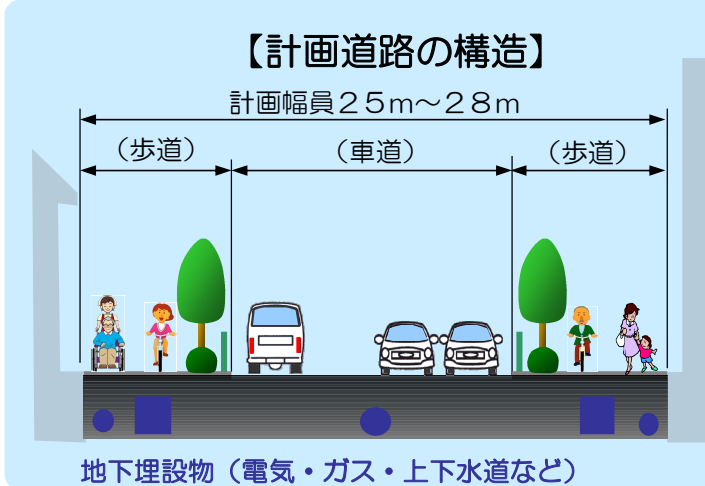 【計画道路の構造】
計画幅員２５ｍ～２８ｍ
（歩道）
（車道）
（歩道）
地下埋設物（電気・ガス・上下水道など）